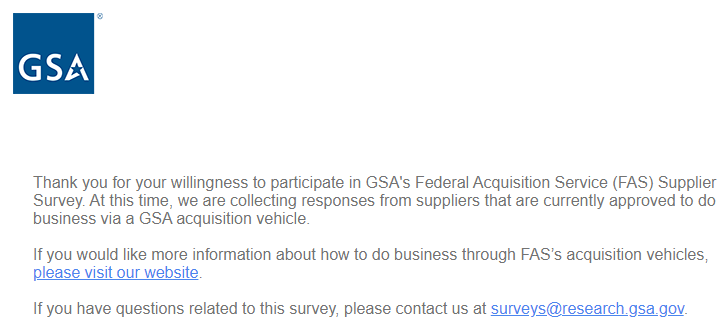 ®
GSA
Thank you for your willingness to participate in GSA's Federal Acquisition Service (FAS) Supplier
Survey. At this time, we are collecting responses from suppliers that are currently approved to do
business via a GSA acquisition vehicle.
If you would like more information about how to do business through FAS’s acquisition vehicles,
please visit our website.
If you have questions related to this survey, please contact us at surveys@research.gsa.gov.